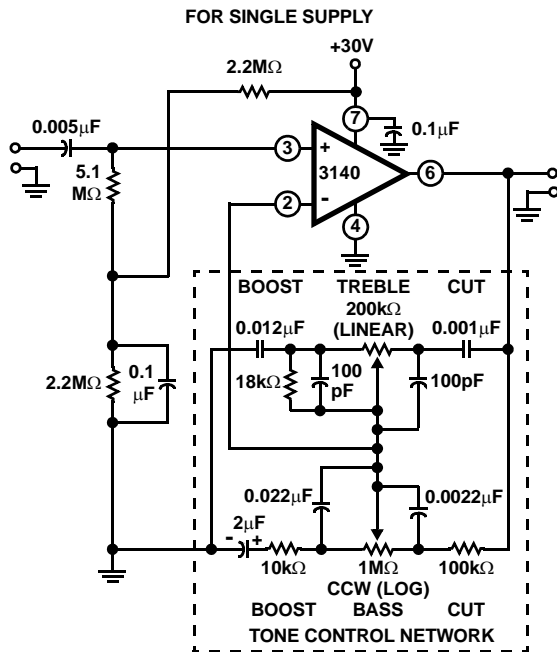 FOR SINGLE SUPPLY
+30V
2.2MΩ
0.005μF
7
0.1μF
3
+
3140
6
5.1
MΩ
2
-
4
BOOST
TREBLE
CUT
200kΩ
(LINEAR)
0.012μF
0.001μF
18kΩ
100
pF
100pF
2.2MΩ
0.1
μF
0.022μF
0.0022μF
- 2μF +
10kΩ
1MΩ
100kΩ
CCW (LOG)
BOOST
BASS
CUT
TONE CONTROL NETWORK